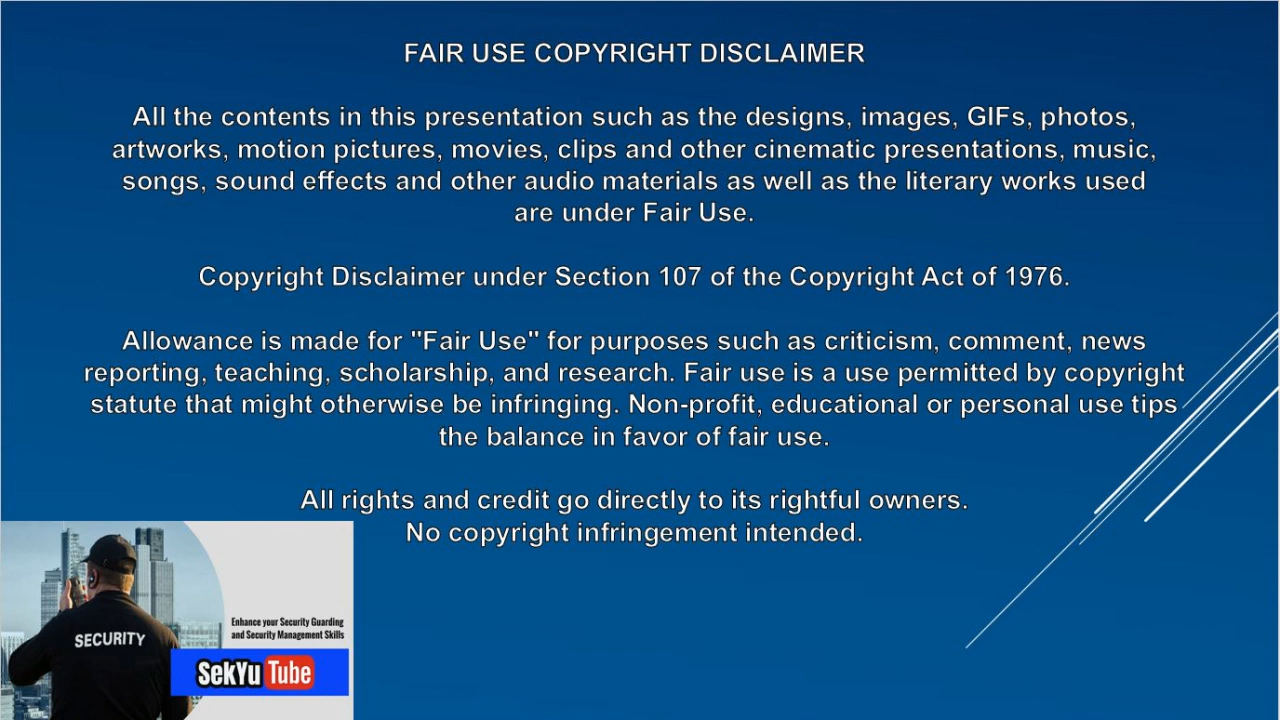 FAIR USE COPYRIGHT DISCLAIMER
All the contents in this presentation such as the designs, images, GIFs, photos,
artworks, motion pictures, movies, clips and other cinematic presentations, music,
songs, sound effects and other audio materials as well as the literary works used
are under Fair Use.
Copyright Disclaimer under Section 107 of the Copyright Act of 1976.
Allowance is made for "Fair Use" for purposes such as criticism, comment, news
reporting, teaching, scholarship, and research. Fair use is a use permitted by copyright
statute that might otherwise be infringing. Non-profit, educational or personal use tips
the balance in favor of fair use.
All rights and credit go directly to its rightful owners.
No copyright infringement intended.
Enhance your Security Guarding
and Security Management Skills
SECURITY
SekYu Tube